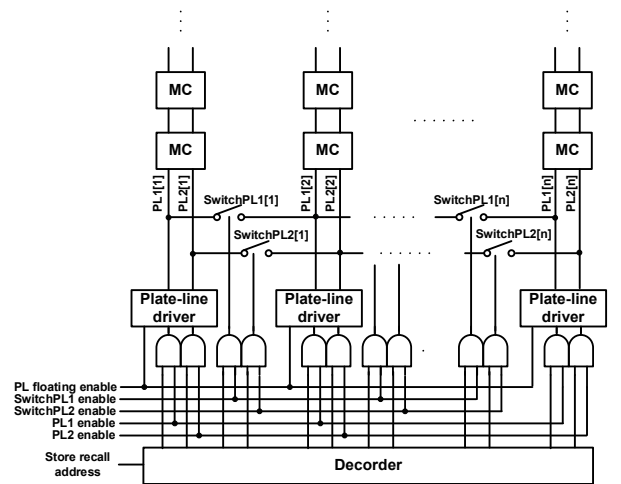 MC
MC
MC
MC
MC
MC
PL1[1]
PL2[1]
PL1[2]
PL2[2]
PL1[n]
PL2[n]
SwitchPL1[1]
SwitchPL1[n]
SwitchPL2[1]
SwitchPL2[n]
Plate-line
driver
Plate-line
driver
Plate-line
driver
PL floating enable
SwitchPL1 enable
SwitchPL2 enable
PL1 enable
PL2 enable
Store recall
address
Decorder